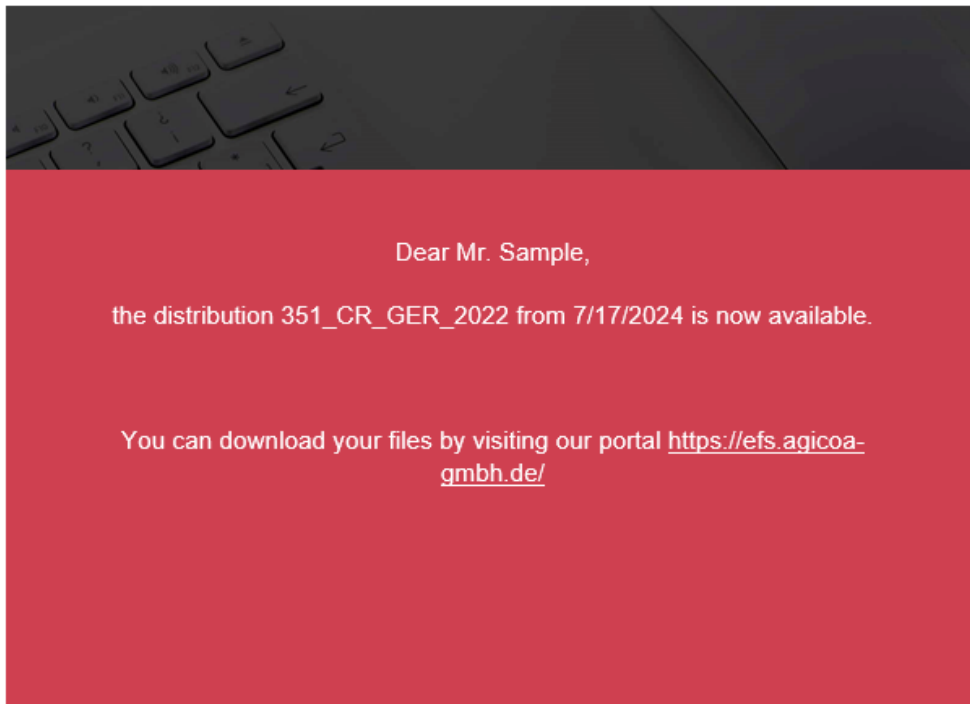 Dear Mr. Sample,
the distribution 351_CR_GER_2022 from 7/17/2024 is now available.
You can download your files by visiting our portal https://efs.agicoa-
gmbh.de/